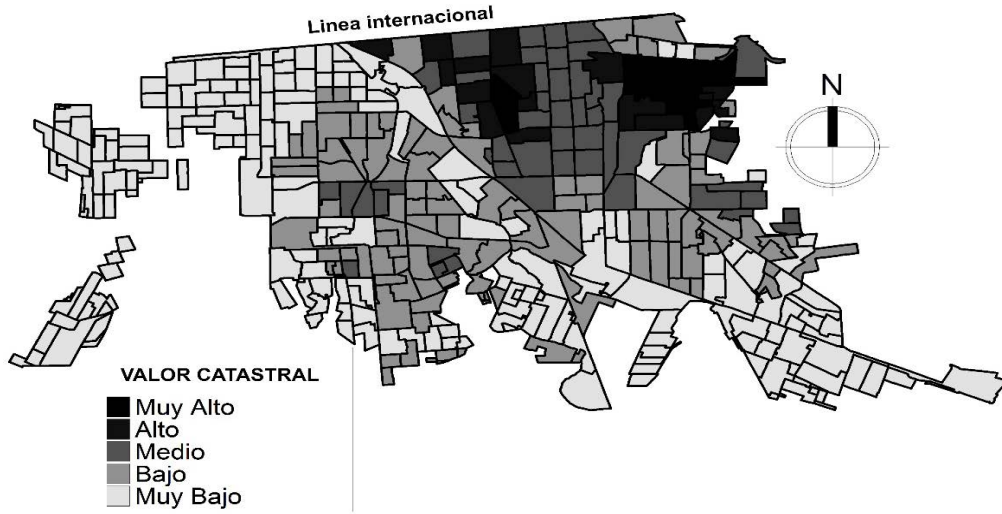 Linea internacional
N
VALOR CATASTRAL
Muy Alto
Alto
Medio
Bajo
Muy Bajo